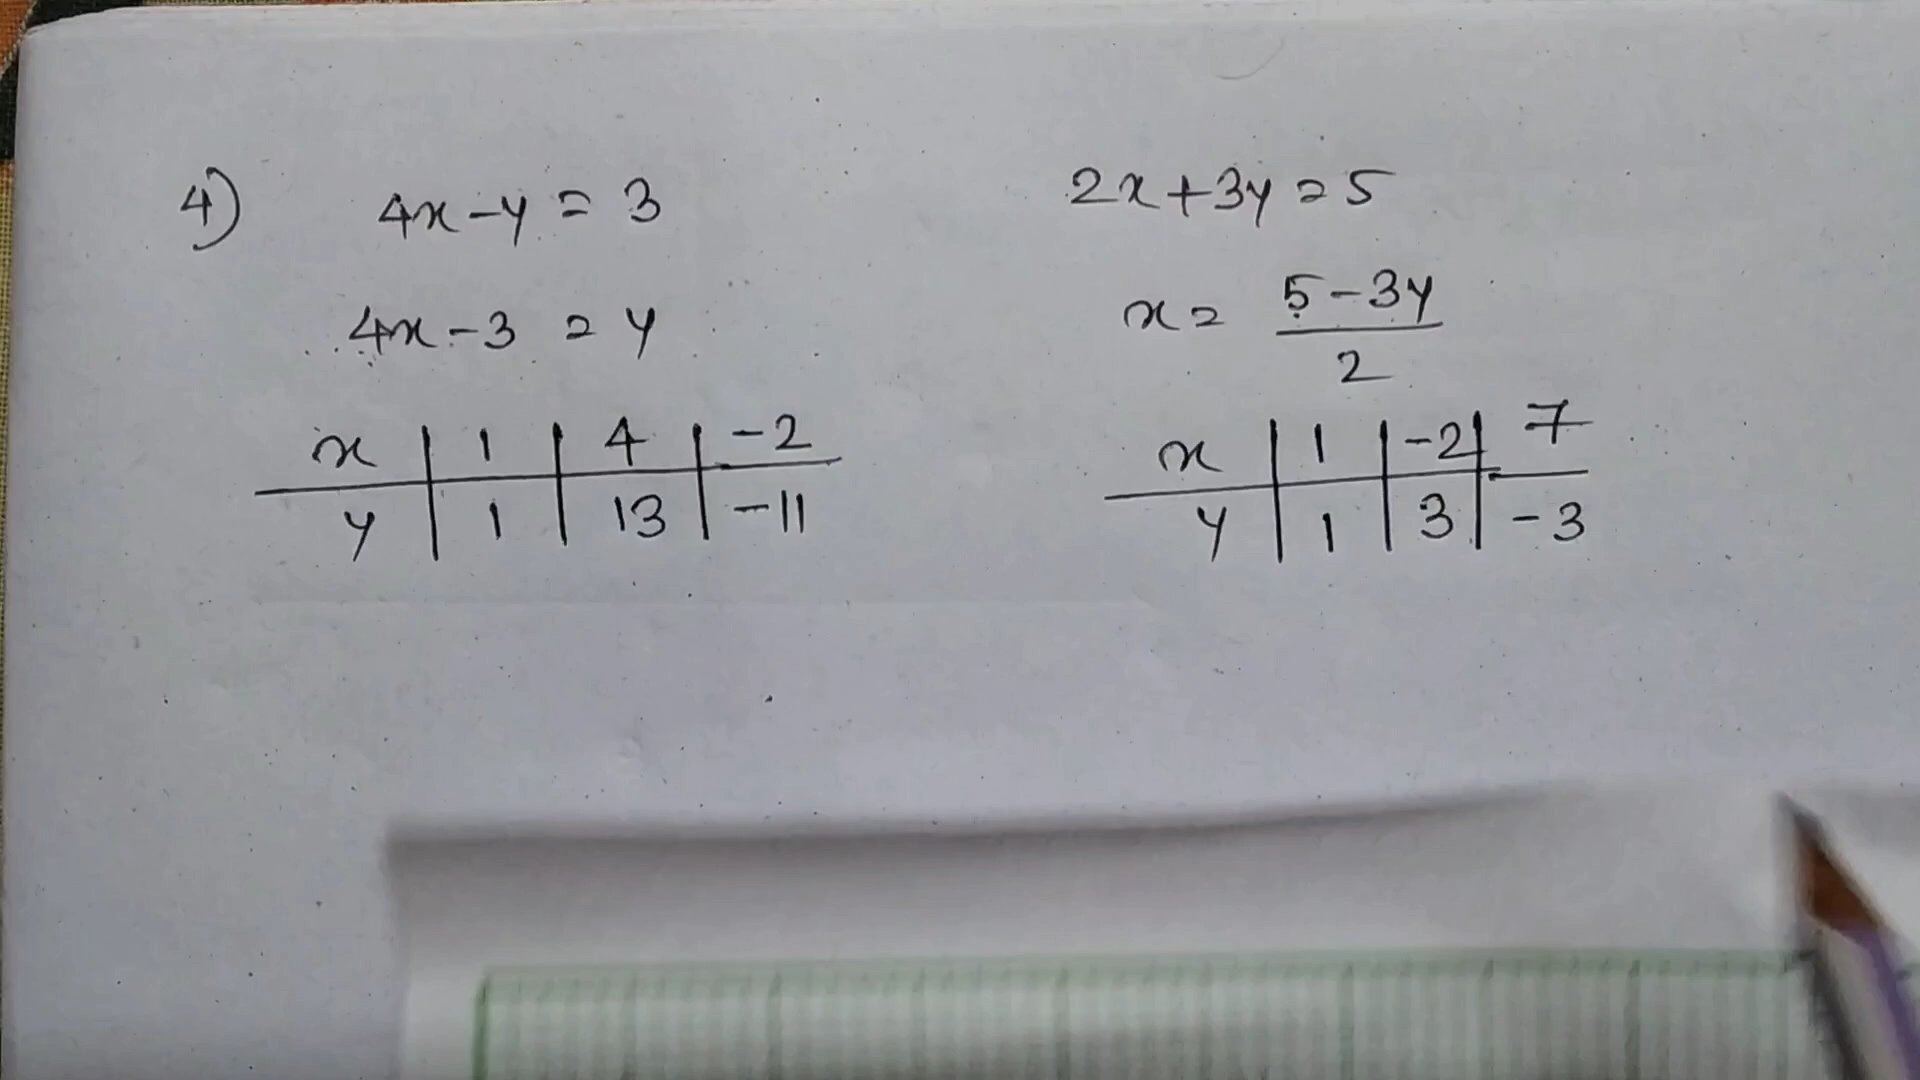 4) 4x-y = 3
4x-3 = y
x | 1 | 4 | -2
y | 1 | 13 | -11
2x+3y = 5
x = 5-3y / 2
x | 1 | -2 | 7
y | 1 | 3 | -3